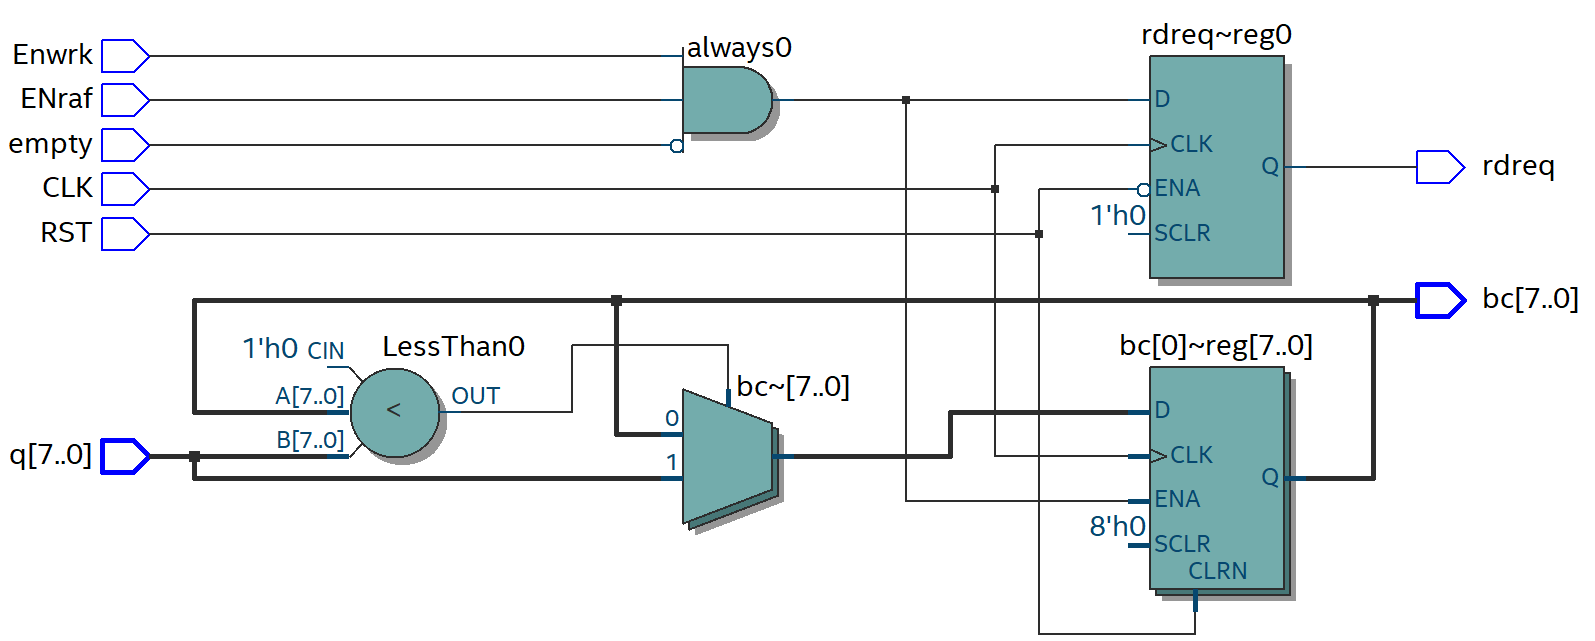 Enwrk
ENraf
empty
CLK
RST
always0
rdreq~reg0
D
CLK
ENA
1'h0
SCLR
Q
rdreq
bc[7..0]
q[7..0]
1'h0 CIN
LessThan0
A[7..0]
<
OUT
B[7..0]
bc~[7..0]
0
1
bc[0]~reg[7..0]
D
CLK
ENA
8'h0
SCLR
CLRN
Q